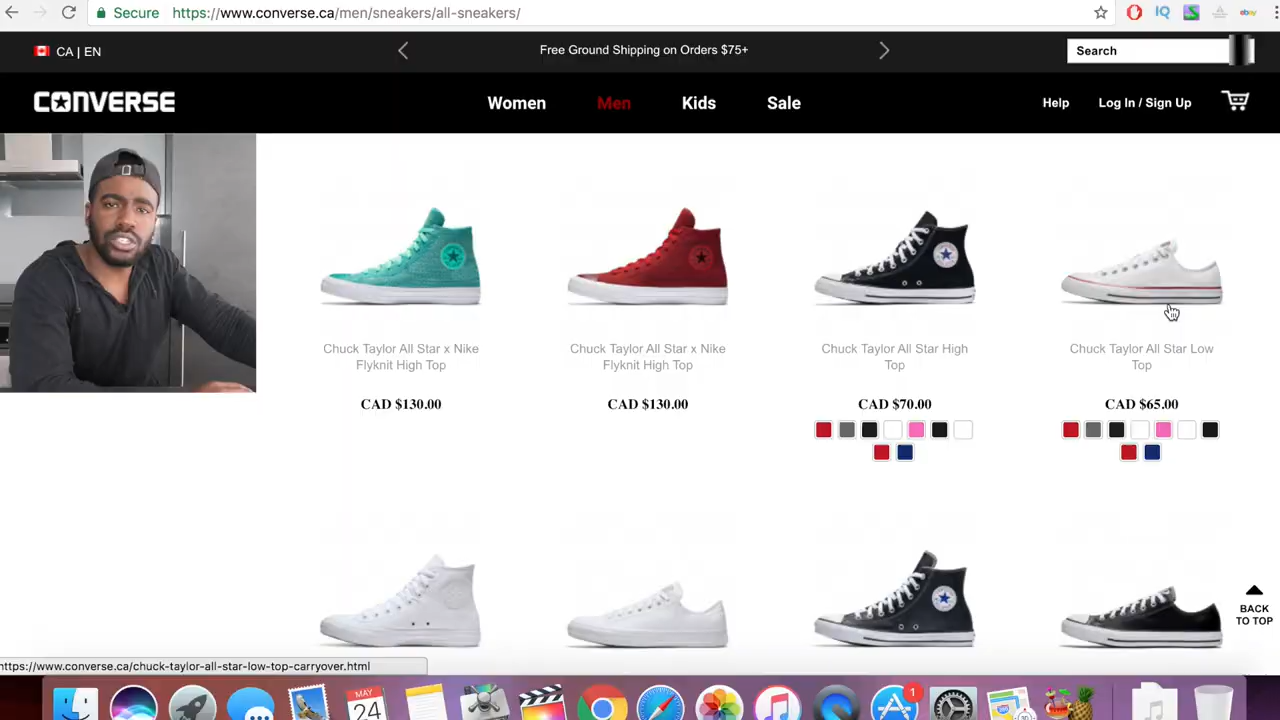 Secure https://www.converse.ca/men/sneakers/all-sneakers/
CA | EN
Free Ground Shipping on Orders $75+
Search
CONVERSE
Women Men Kids Sale
Help Log In / Sign Up
Chuck Taylor All Star x Nike
Flyknit High Top
CAD $130.00
Chuck Taylor All Star x Nike
Flyknit High Top
CAD $130.00
Chuck Taylor All Star High
Top
CAD $70.00
Chuck Taylor All Star Low
Top
CAD $65.00
BACK
TO TOP
https://www.converse.ca/chuck-taylor-all-star-low-top-carryover.html
MAY
24
1